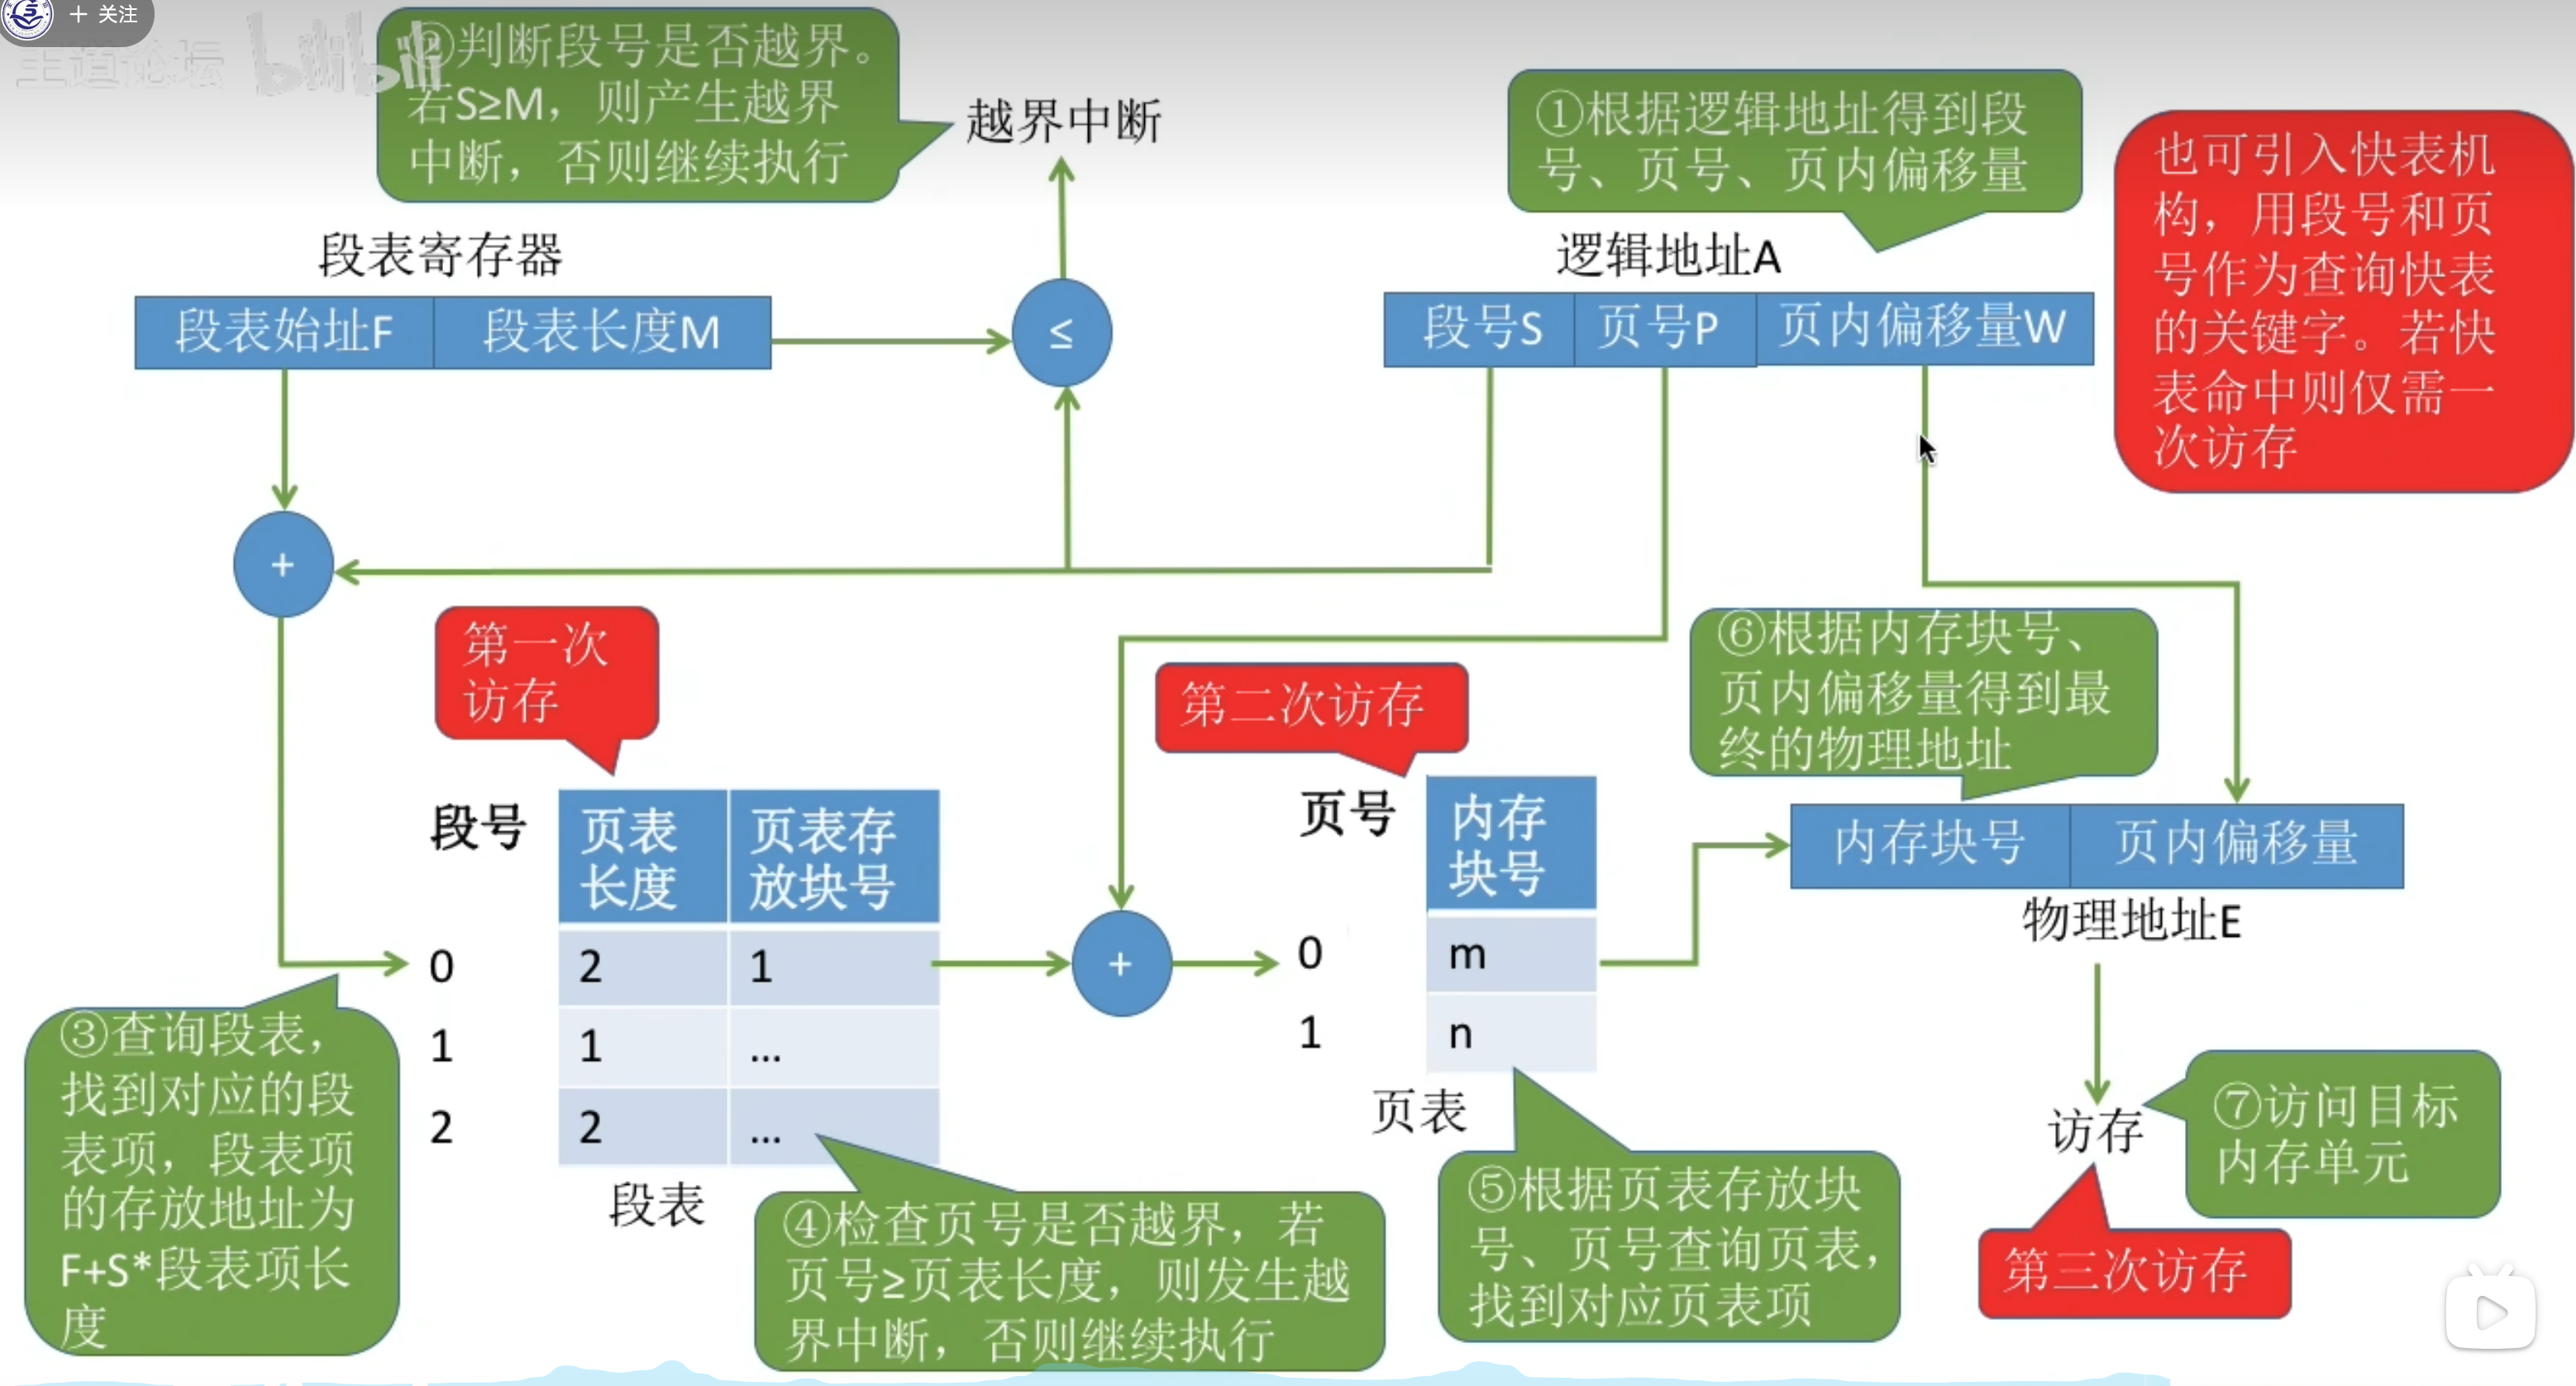 + 关注
王道论坛 bilibili
②判断段号是否越界。
若S≥M，则产生越界
中断，否则继续执行
越界中断
①根据逻辑地址得到段
号、页号、页内偏移量
也可引入快表机
构，用段号和页
号作为查询快表
的关键字。若快
表命中则仅需一
次访存
段表寄存器
段表始址F 段表长度M
≤
逻辑地址A
段号S 页号P 页内偏移量W
+
第一次
访存
第二次访存
⑥根据内存块号、
页内偏移量得到最
终的物理地址
段号 页表长度 页表存放块号
0 2 1
1 1 ...
2 2 ...
段表
+
页号 内存块号
0 m
1 n
页表
内存块号 页内偏移量
物理地址E
③查询段表，
找到对应的段
表项，段表项
的存放地址为
F+S*段表项长
度
④检查页号是否越界，若
页号≥页表长度，则发生越
界中断，否则继续执行
⑤根据页表存放块
号、页号查询页表，
找到对应页表项
访存
⑦访问目标
内存单元
第三次访存